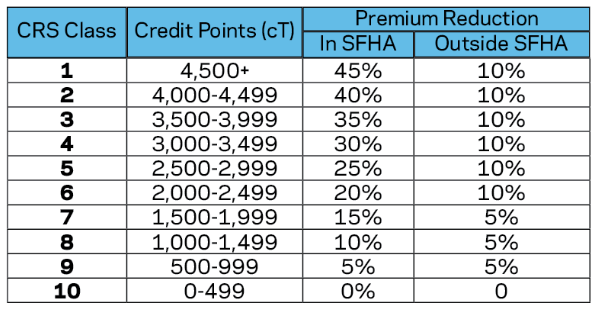 CRS Class Credit Points (cT) Premium Reduction
In SFHA Outside SFHA
1 4,500+ 45% 10%
2 4,000-4,499 40% 10%
3 3,500-3,999 35% 10%
4 3,000-3,499 30% 10%
5 2,500-2,999 25% 10%
6 2,000-2,499 20% 10%
7 1,500-1,999 15% 5%
8 1,000-1,499 10% 5%
9 500-999 5% 5%
10 0-499 0% 0